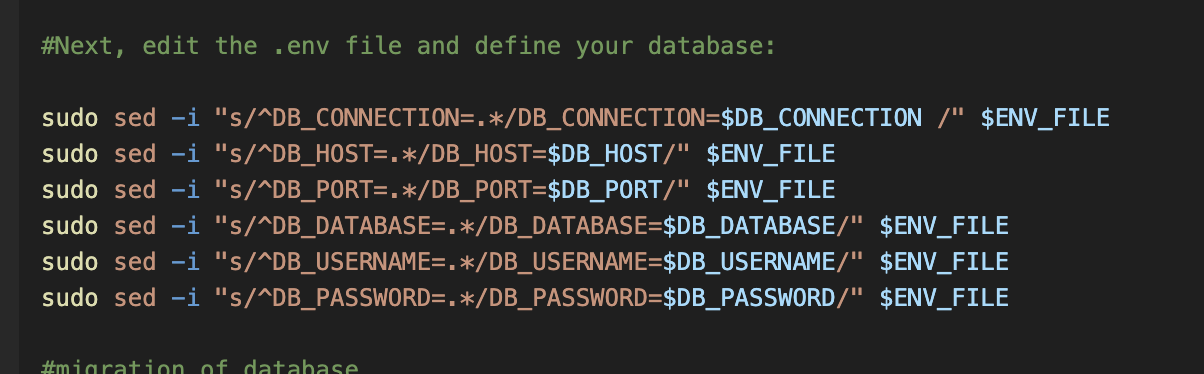 #Next, edit the .env file and define your database:
sudo sed -i "s/^DB_CONNECTION=.*/DB_CONNECTION=$DB_CONNECTION /" $ENV_FILE
sudo sed -i "s/^DB_HOST=.*/DB_HOST=$DB_HOST/" $ENV_FILE
sudo sed -i "s/^DB_PORT=.*/DB_PORT=$DB_PORT/" $ENV_FILE
sudo sed -i "s/^DB_DATABASE=.*/DB_DATABASE=$DB_DATABASE/" $ENV_FILE
sudo sed -i "s/^DB_USERNAME=.*/DB_USERNAME=$DB_USERNAME/" $ENV_FILE
sudo sed -i "s/^DB_PASSWORD=.*/DB_PASSWORD=$DB_PASSWORD/" $ENV_FILE
#migration of database